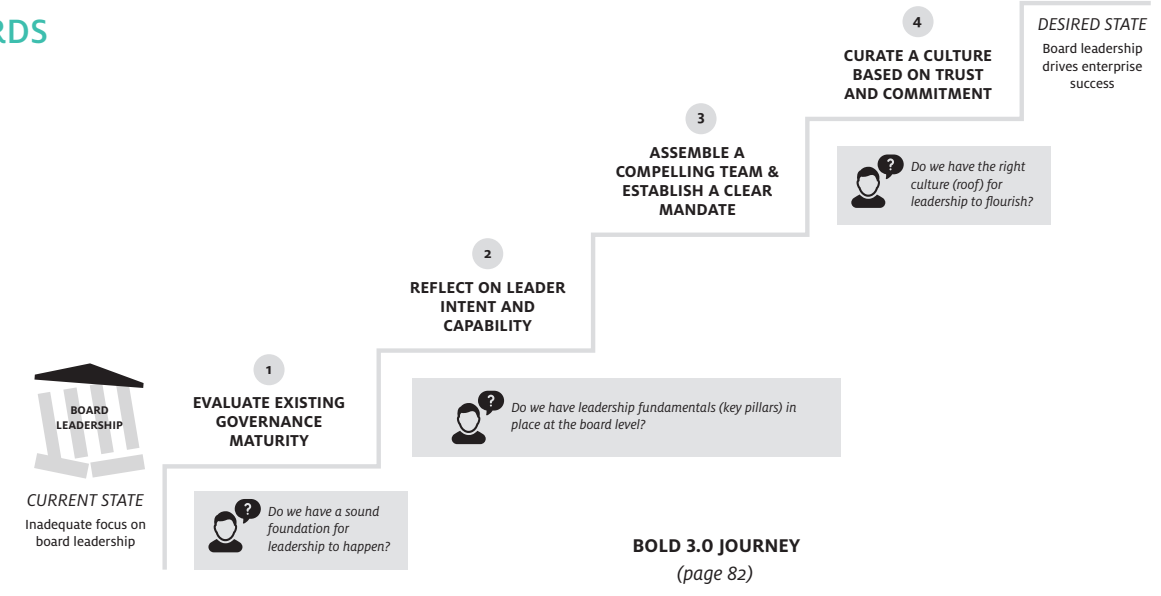 RDS
4
CURATE A CULTURE
BASED ON TRUST
AND COMMITMENT
DESIRED STATE
Board leadership
drives enterprise
success
3
ASSEMBLE A
COMPELLING TEAM &
ESTABLISH A CLEAR
MANDATE
?
Do we have the right
culture (roof) for
leadership to flourish?
2
REFLECT ON LEADER
INTENT AND
CAPABILITY
1
EVALUATE EXISTING
GOVERNANCE
MATURITY
?
Do we have leadership fundamentals (key pillars) in
place at the board level?
BOARD
LEADERSHIP
CURRENT STATE
Inadequate focus on
board leadership
?
Do we have a sound
foundation for
leadership to happen?
BOLD 3.0 JOURNEY
(page 82)